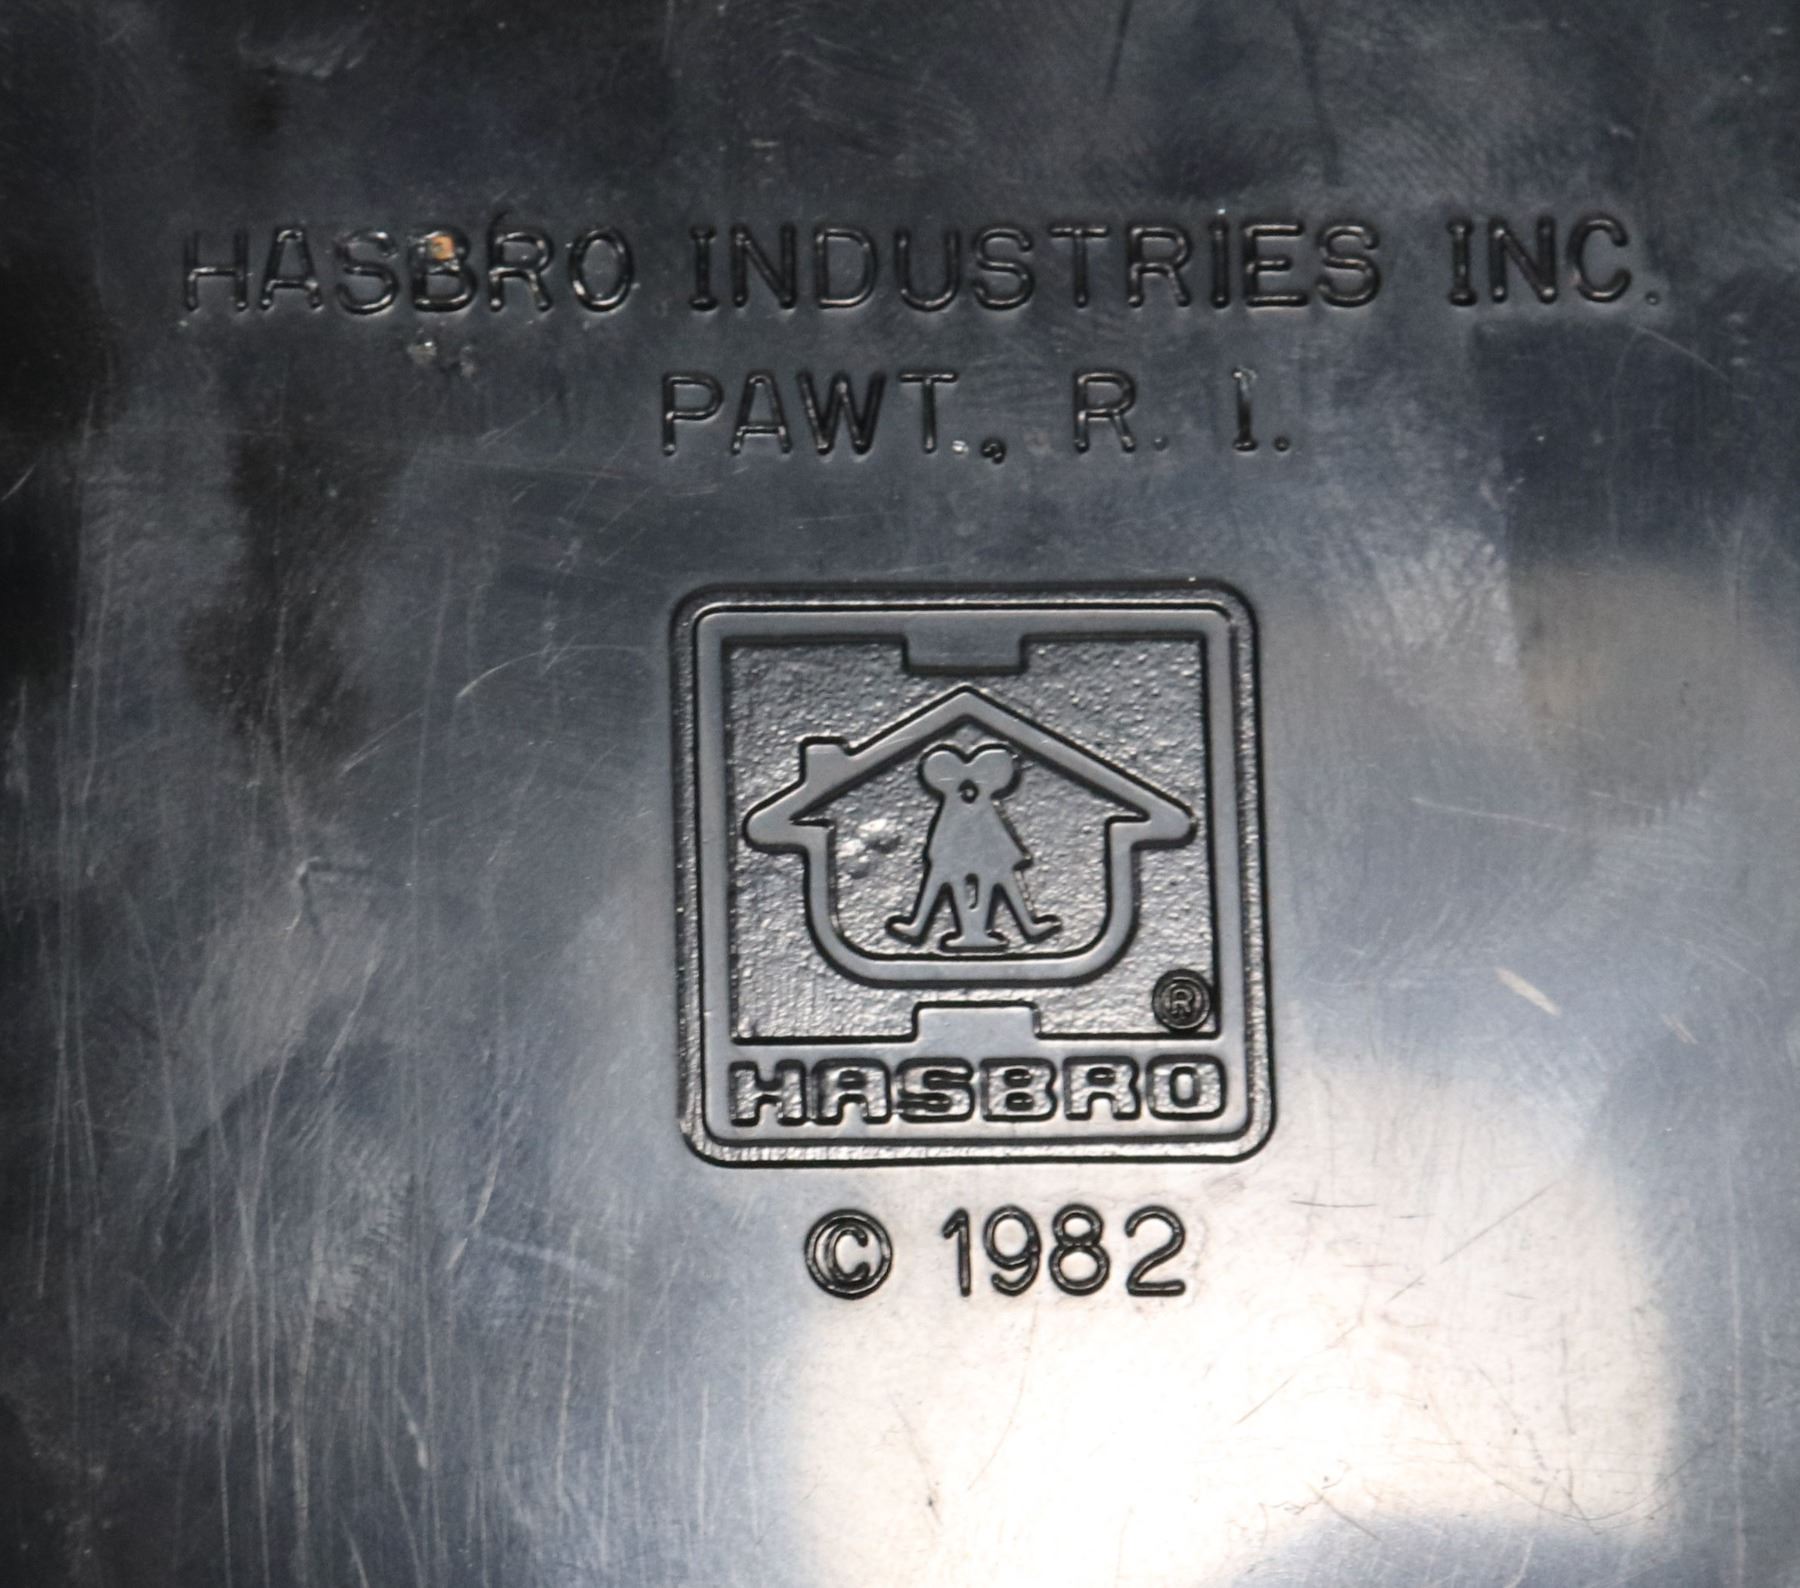 HASBRO INDUSTRIES INC.
PAWT., R. I.
®
HASBRO
© 1982